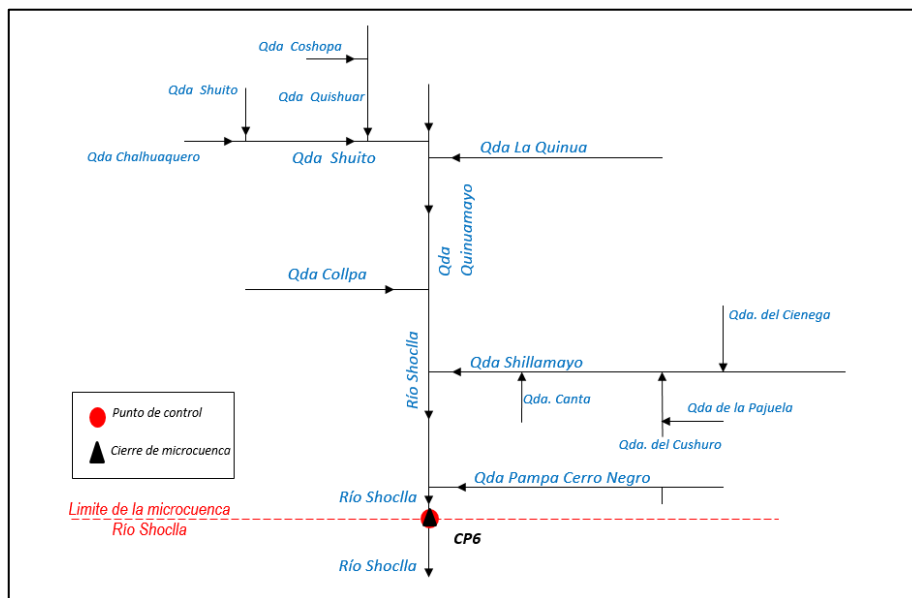 Qda Coshopa
Qda Shuito
Qda Quishuar
Qda Chalhuaquero
Qda Shuito
Qda La Quinua
Qda
Quinuamayo
Qda Collpa
Qda. del Cienega
Río Shoclla
Qda Shillamayo
Qda. Canta
Qda de la Pajuela
Qda. del Cushuro
Punto de control
Cierre de microcuenca
Qda Pampa Cerro Negro
Río Shoclla
Limite de la microcuenca
Río Shoclla
CP6
Río Shoclla